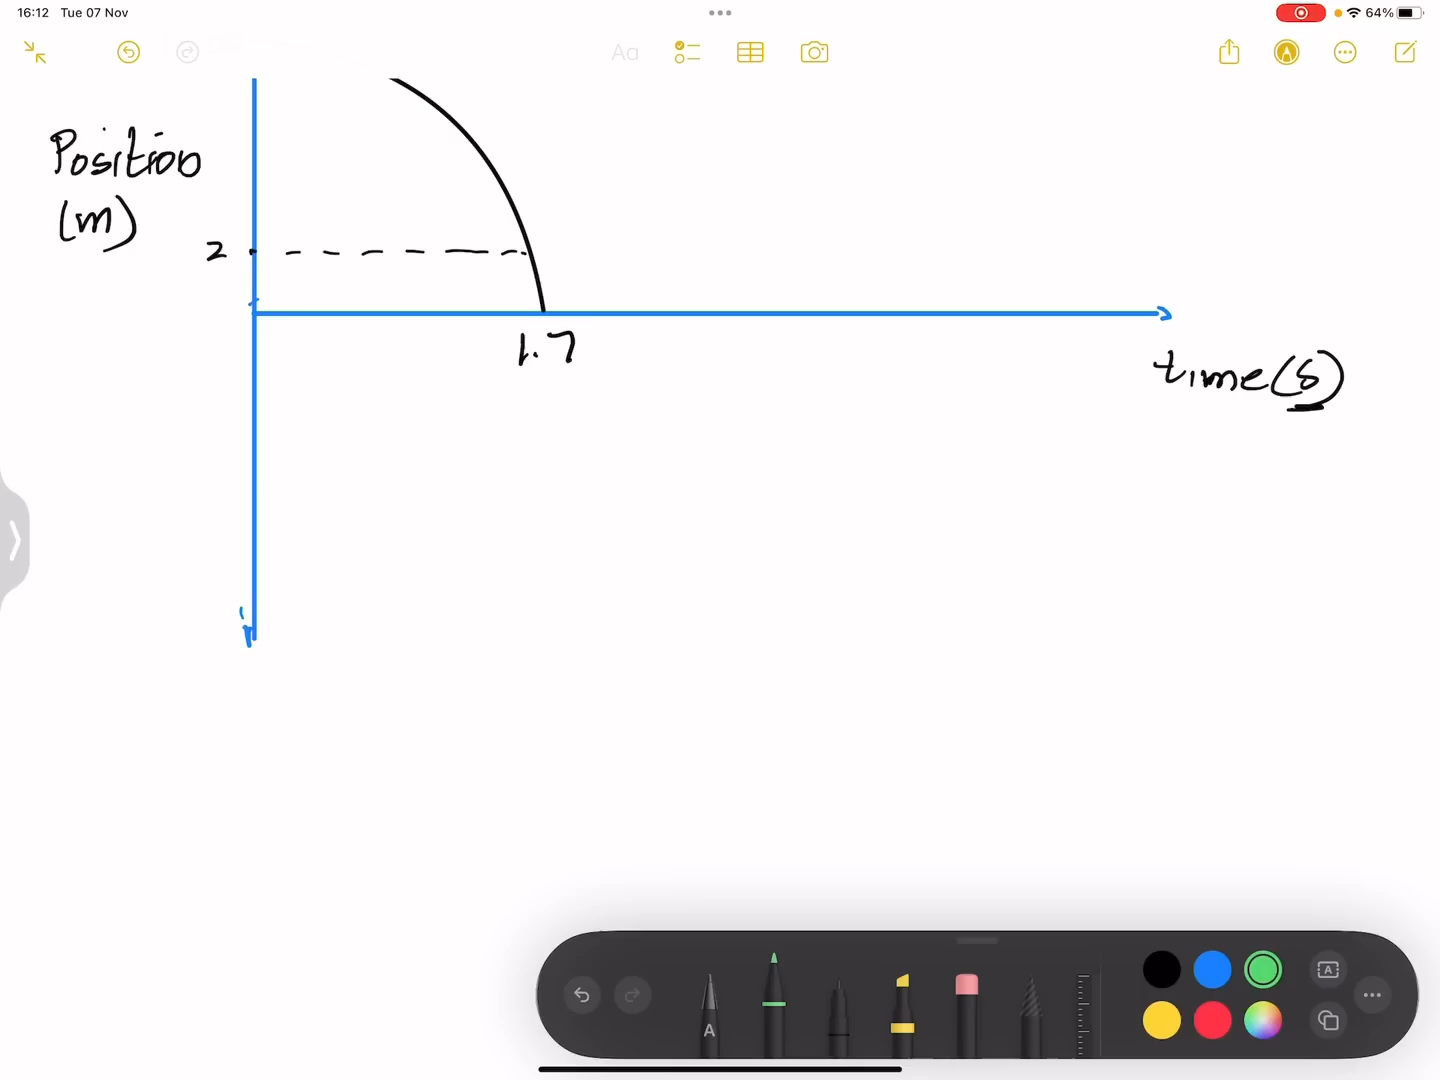 16:12 Tue 07 Nov
64%
Aa
Position
(m)
2
1.7
time(s)
A
A